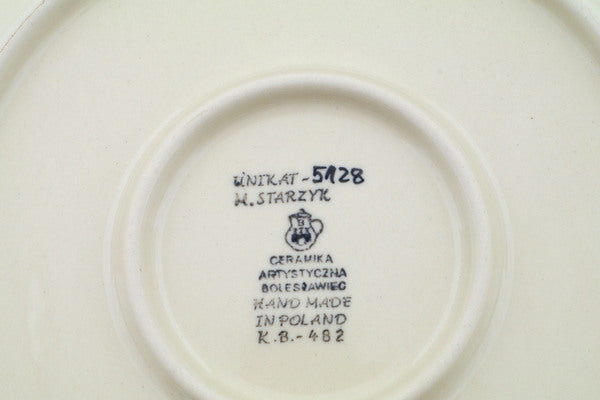 UNIKAT-5128
M. STARZYK
CERAMIKA
ARTYSTYCZNA
BOLESŁAWIEC
HAND MADE
IN POLAND
K.B.-482